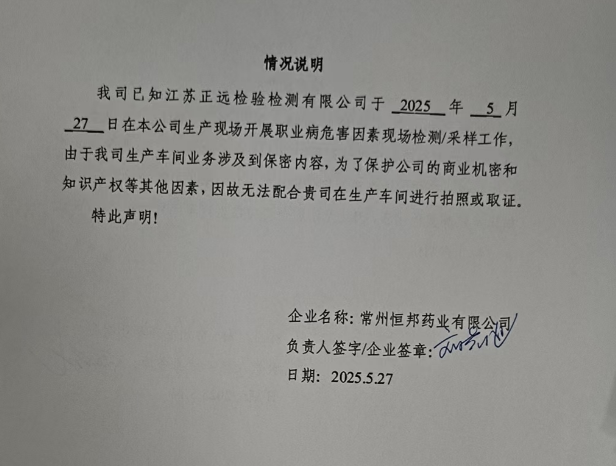 情况说明
我司已知江苏正远检验检测有限公司于 2025 年 5 月
27 日在本公司生产现场开展职业病危害因素现场检测/采样工作，
由于我司生产车间业务涉及到保密内容，为了保护公司的商业机密和
知识产权等其他因素，因故无法配合贵司在生产车间进行拍照或取证。
特此声明！
企业名称：常州恒邦药业有限公司
负责人签字/企业签章：
日期：2025.5.27